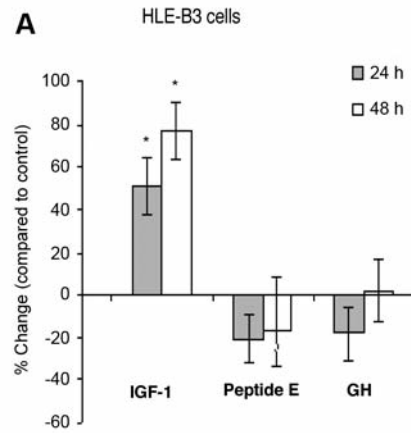 A
HLE-B3 cells
24 h
48 h
% Change (compared to control)
100
80
60
40
20
0
-20
-40
-60
*
*
IGF-1 Peptide E GH